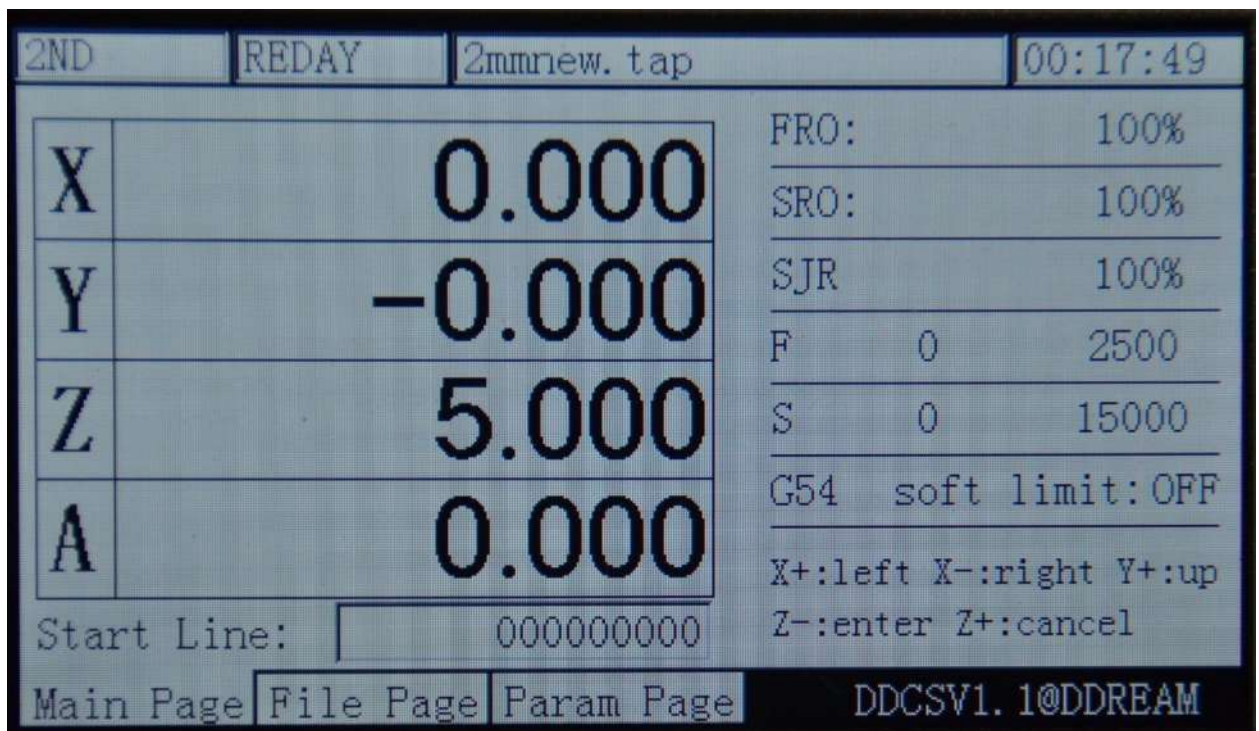 2ND REDAY 2mmnew.tap 00:17:49
X 0.000
Y -0.000
Z 5.000
A 0.000
Start Line: 000000000
FRO: 100%
SRO: 100%
SJR 100%
F 0 2500
S 0 15000
G54 soft limit:OFF
X+:left X-:right Y+:up
Z-:enter Z+:cancel
Main Page File Page Param Page DDCSV1.1@DDREAM